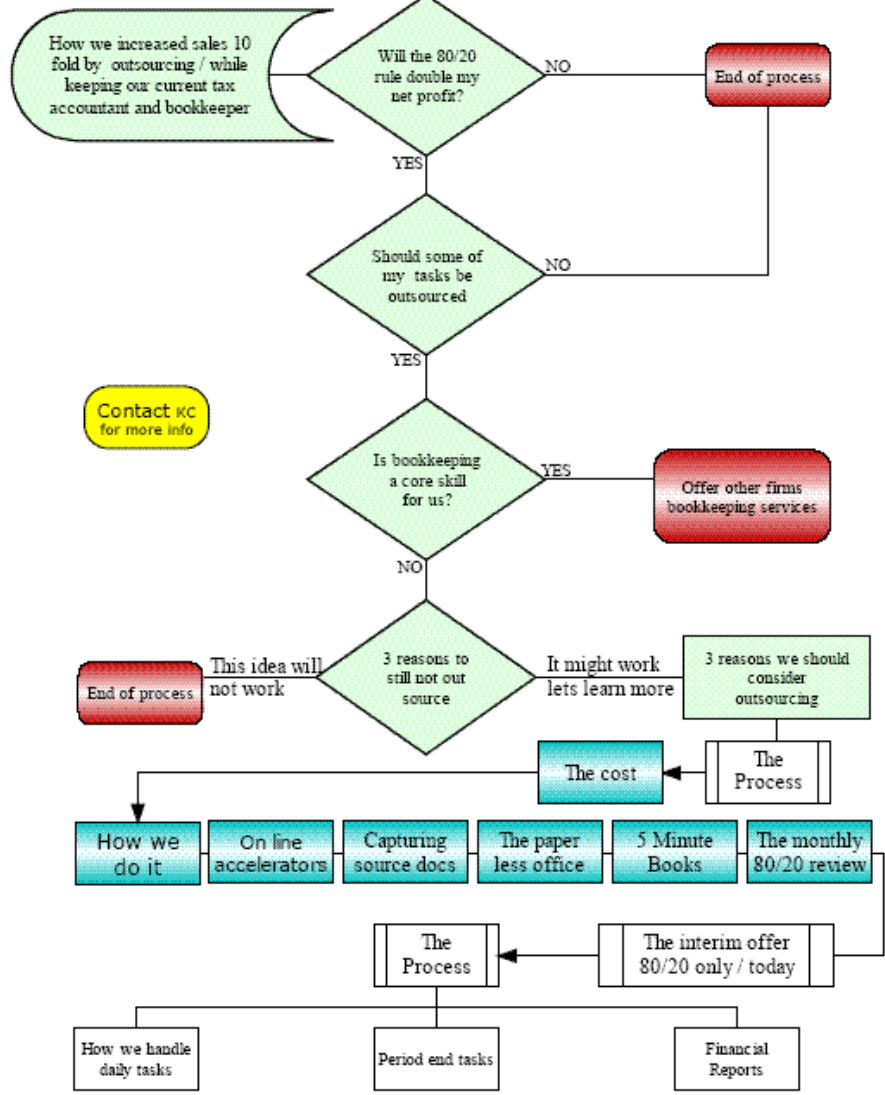 How we increased sales 10
fold by outsourcing / while
keeping our current tax
accountant and bookkeeper
Will the 80/20
rule double my
net profit?
NO
End of process
YES
Should some of
my tasks be
outsourced
NO
YES
Contact KC
for more info
Is bookkeeping
a core skill
for us?
YES
Offer other firms
bookkeeping services
NO
End of process
This idea will
not work
3 reasons to
still not out
source
It might work
lets learn more
3 reasons we should
consider
outsourcing
The
Process
The cost
How we
do it
On line
accelerators
Capturing
source docs
The paper
less office
5 Minute
Books
The monthly
80/20 review
The
Process
The interim offer
80/20 only / today
How we handle
daily tasks
Period end tasks
Financial
Reports